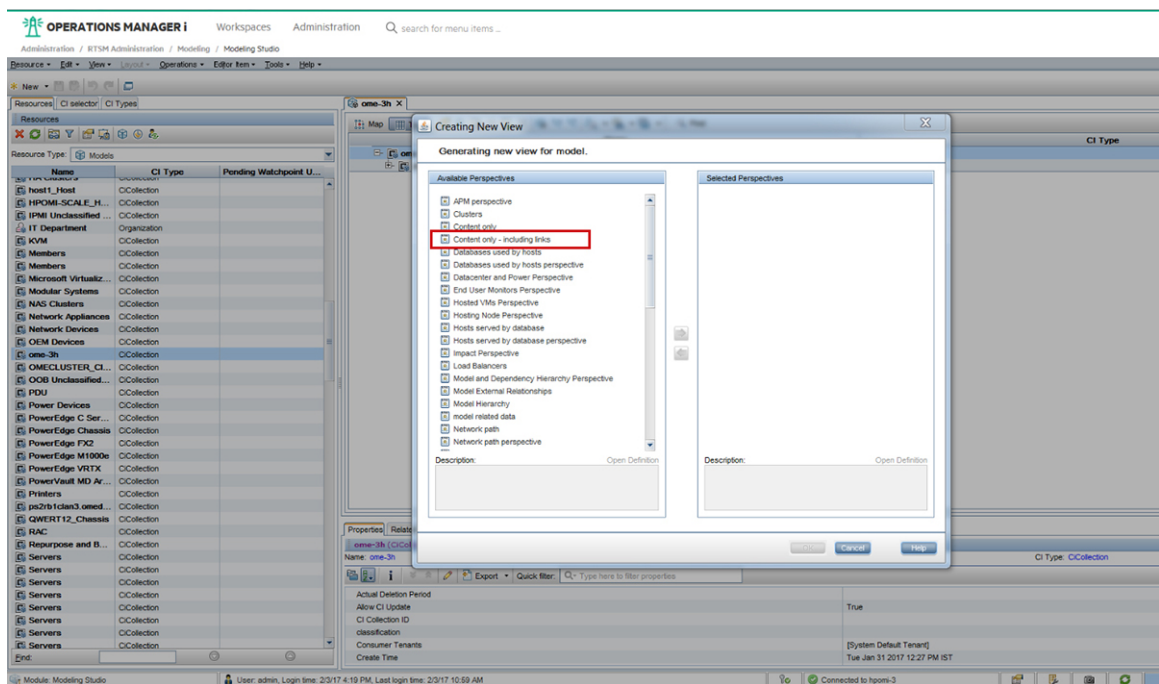 OPERATIONS MANAGER i Workspaces Administration search for menu items ...
Administration / RTSM Administration / Modeling / Modeling Studio
Resource Edit View Layout Operations Editor Item Tools Help
New
Resources CI selector CI Types
ome-3h X
Resources
Map
Resource Type: Models
Name CI Type Pending Watchpoint U...
host1_Host CiCollection
HPOMI-SCALE_H... CiCollection
IPMI Unclassified ... CiCollection
IT Department Organization
KVM CiCollection
Members CiCollection
Members CiCollection
Microsoft Virtualiz... CiCollection
Modular Systems CiCollection
NAS Clusters CiCollection
Network Appliances CiCollection
Network Devices CiCollection
OEM Devices CiCollection
ome-3h CiCollection
OMECLUSTER_CI... CiCollection
OOB Unclassified... CiCollection
PDU CiCollection
Power Devices CiCollection
PowerEdge C Ser... CiCollection
PowerEdge Chassis CiCollection
PowerEdge FX2 CiCollection
PowerEdge M1000e CiCollection
PowerEdge VRTX CiCollection
PowerVault MD Ar... CiCollection
Printers CiCollection
ps2rb1clan3.omed... CiCollection
QWERT12_Chassis CiCollection
RAC CiCollection
Repurpose and B... CiCollection
Servers CiCollection
Servers CiCollection
Servers CiCollection
Servers CiCollection
Servers CiCollection
Servers CiCollection
Servers CiCollection
Servers CiCollection
Find:
CI Type
Creating New View
Generating new view for model.
Available Perspectives
APM perspective
Clusters
Content only
Content only - including links
Databases used by hosts
Databases used by hosts perspective
Datacenter and Power Perspective
End User Monitors Perspective
Hosted VMs Perspective
Hosting Node Perspective
Hosts served by database
Hosts served by database perspective
Impact Perspective
Load Balancers
Model and Dependency Hierarchy Perspective
Model External Relationships
Model Hierarchy
model related data
Network path
Network path perspective
Description: Open Definition
Selected Perspectives
Description: Open Definition
OK Cancel Help
Properties Relate
ome-3h (CiCol
Name: ome-3h CI Type: CiCollection
Export Quick filter: Type here to filter properties
Actual Deletion Period
Allow CI Update True
CI Collection ID
classification
Consumer Tenants [System Default Tenant]
Create Time Tue Jan 31 2017 12:27 PM IST
Module: Modeling Studio User: admin, Login time: 2/3/17 4:19 PM, Last login time: 2/3/17 10:59 AM Connected to hpomi-3